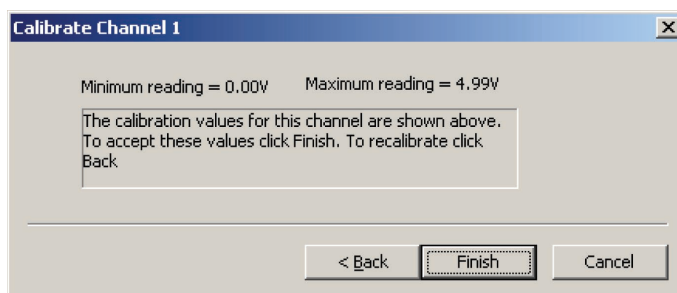 Calibrate Channel 1
Minimum reading = 0.00V Maximum reading = 4.99V
The calibration values for this channel are shown above.
To accept these values click Finish. To recalibrate click
Back
< Back Finish Cancel